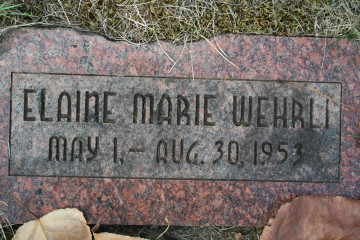 ELAINE MARIE WEHRLI
MAY 1,- AUG. 30, 1953